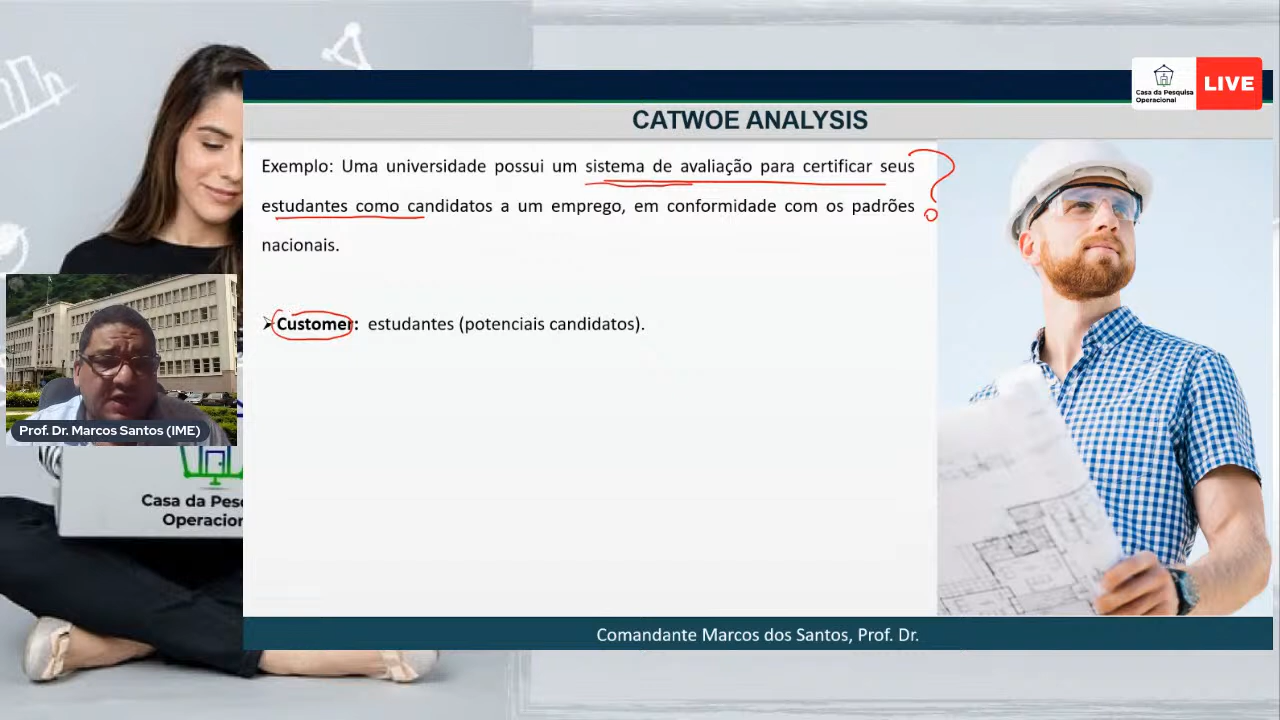 Casa da Pesquisa
Operacional
LIVE
CATWOE ANALYSIS
Exemplo: Uma universidade possui um sistema de avaliação para certificar seus
estudantes como candidatos a um emprego, em conformidade com os padrões
nacionais.
➤Customer: estudantes (potenciais candidatos).
Prof. Dr. Marcos Santos (IME)
Casa da Pesq
Operacion
Comandante Marcos dos Santos, Prof. Dr.